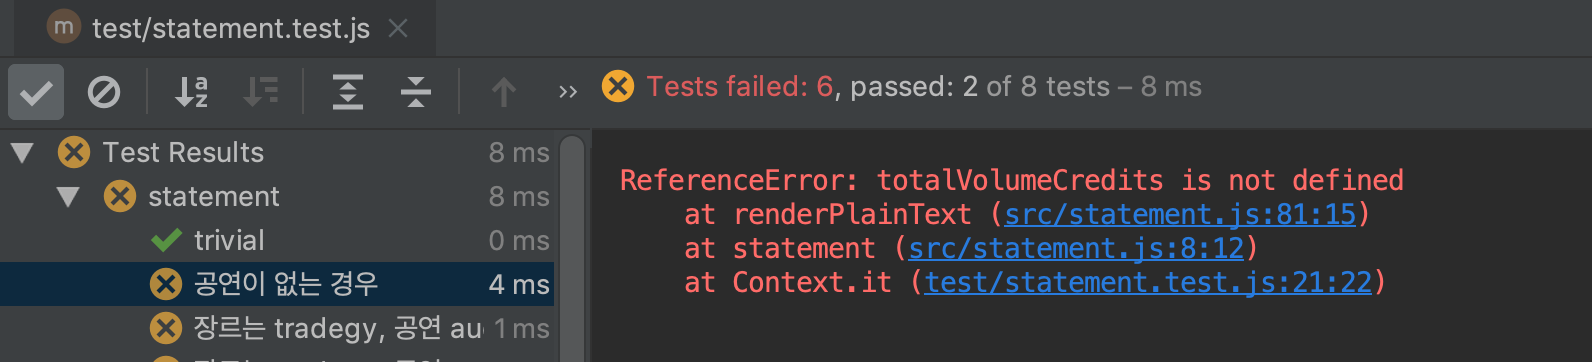 m test/statement.test.js
Tests failed: 6, passed: 2 of 8 tests – 8 ms
Test Results 8 ms
statement 8 ms
trivial 0 ms
공연이 없는 경우 4 ms
장르는 tradegy, 공연 au 1 ms
ReferenceError: totalVolumeCredits is not defined
at renderPlainText (src/statement.js:81:15)
at statement (src/statement.js:8:12)
at Context.it (test/statement.test.js:21:22)